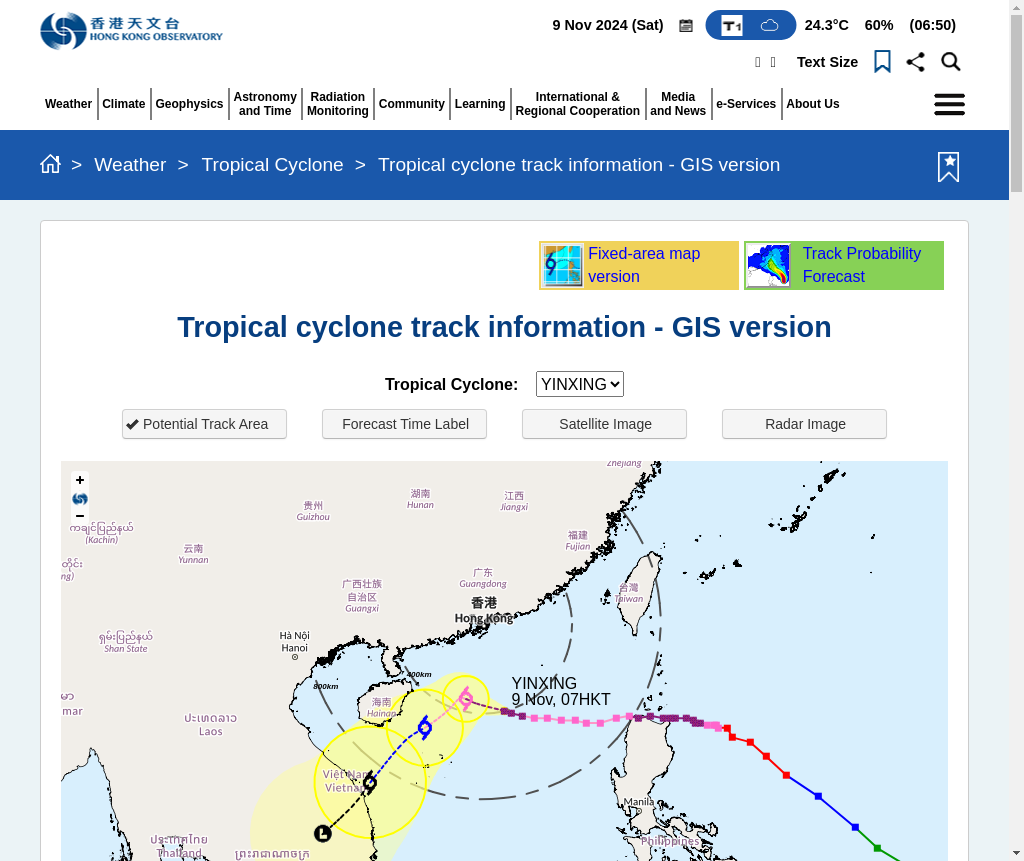 香港天文台
HONG KONG OBSERVATORY
9 Nov 2024 (Sat)
T1
24.3°C 60% (06:50)
Text Size
Weather
Climate
Geophysics
Astronomy
and Time
Radiation
Monitoring
Community
Learning
International &
Regional Cooperation
Media
and News
e-Services
About Us
> Weather > Tropical Cyclone > Tropical cyclone track information - GIS version
Fixed-area map
version
Track Probability
Forecast
Tropical cyclone track information - GIS version
Tropical Cyclone: YINXING
Potential Track Area
Forecast Time Label
Satellite Image
Radar Image
+
−
Zhejiang
贵州
Guizhou
湖南
Hunan
江西
Jiangxi
ကချင်ပြည်နယ်
(Kachin)
云南
Yunnan
福建
Fujian
တိုင်း
ng)
广西壮族
自治区
Guangxi
广东
Guangdong
台灣
Taiwan
香港
Hong Kong
ရှမ်းပြည်နယ်
Shan State
Hà Nội
Hanoi
400km
800km
YINXING
9 Nov, 07HKT
海南
Hainan
မာ
mar
ປະເທດລາວ
Laos
Việt Nam
Vietnam
Manila
L
ประเทศไทย
Thailand
Philippines
ព្រះរាជាណាចក្រ